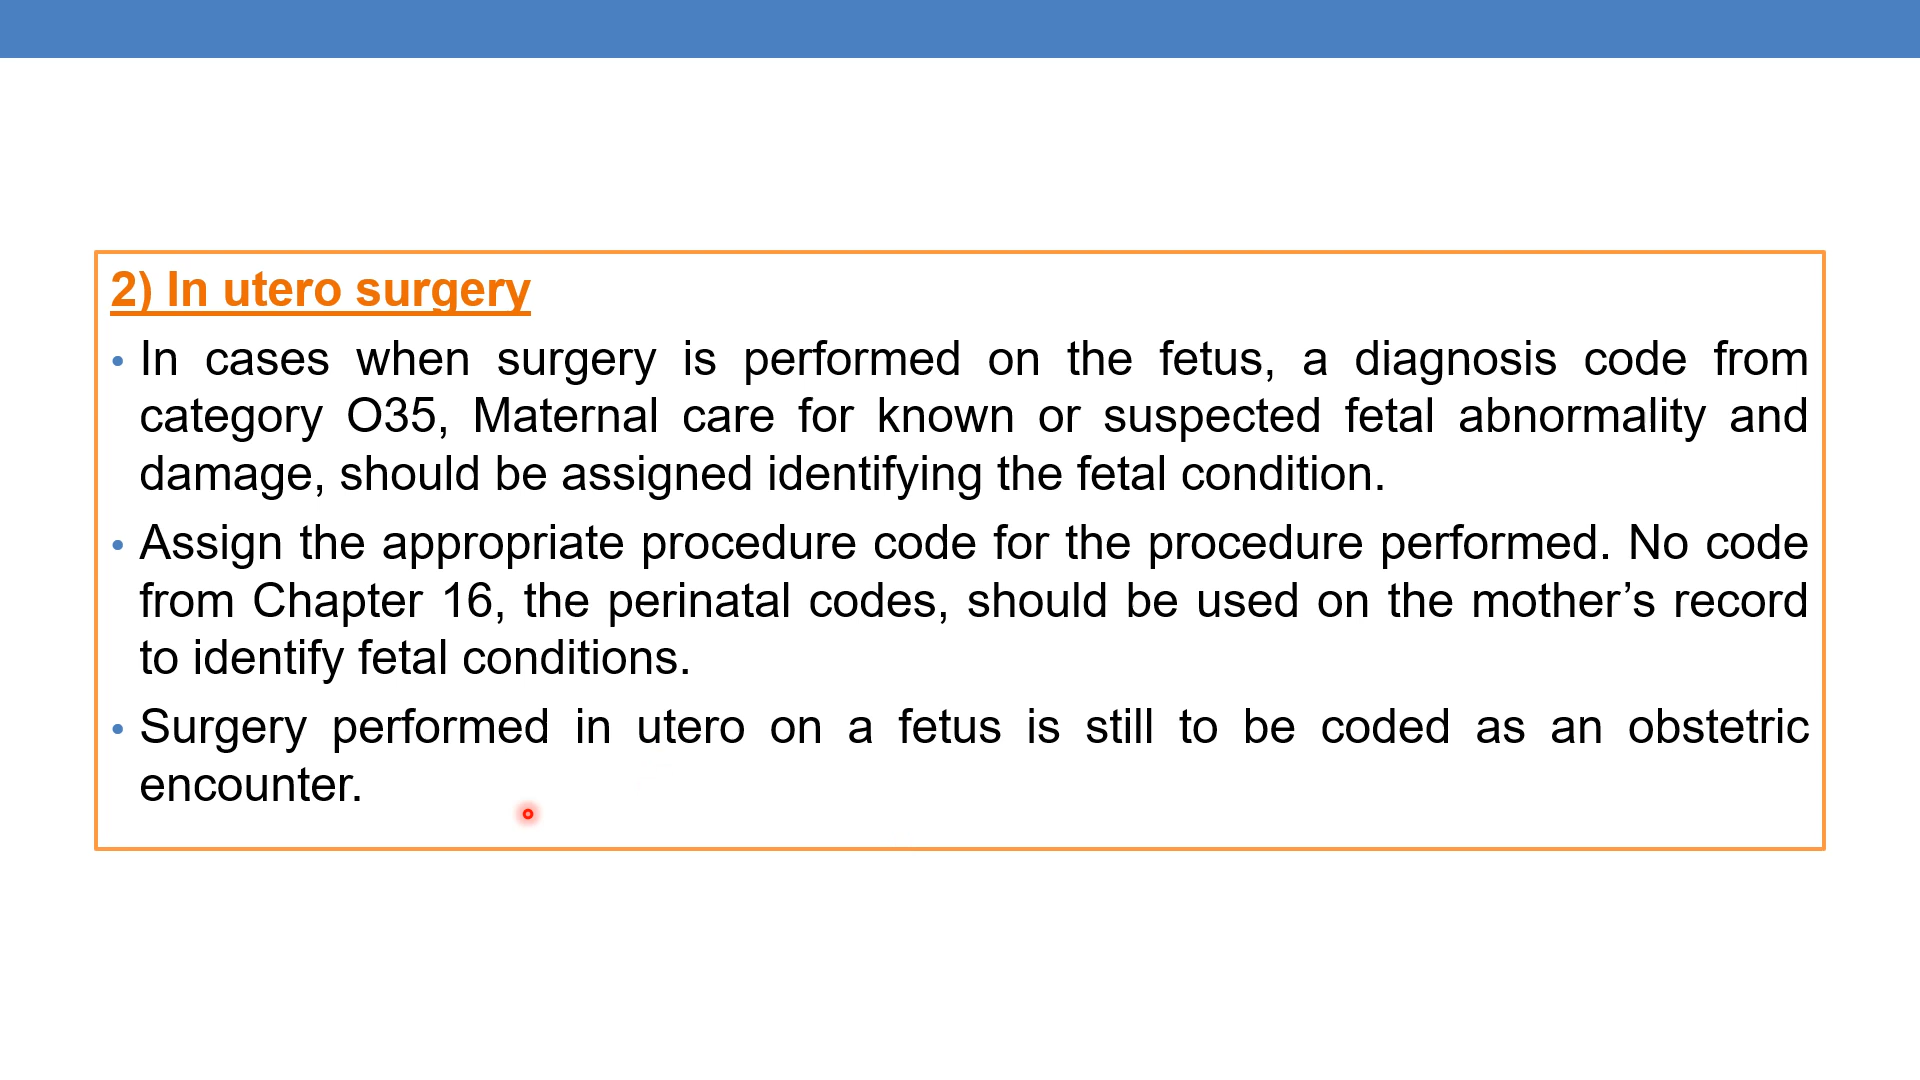 2) In utero surgery
• In cases when surgery is performed on the fetus, a diagnosis code from
category O35, Maternal care for known or suspected fetal abnormality and
damage, should be assigned identifying the fetal condition.
• Assign the appropriate procedure code for the procedure performed. No code
from Chapter 16, the perinatal codes, should be used on the mother’s record
to identify fetal conditions.
• Surgery performed in utero on a fetus is still to be coded as an obstetric
encounter.